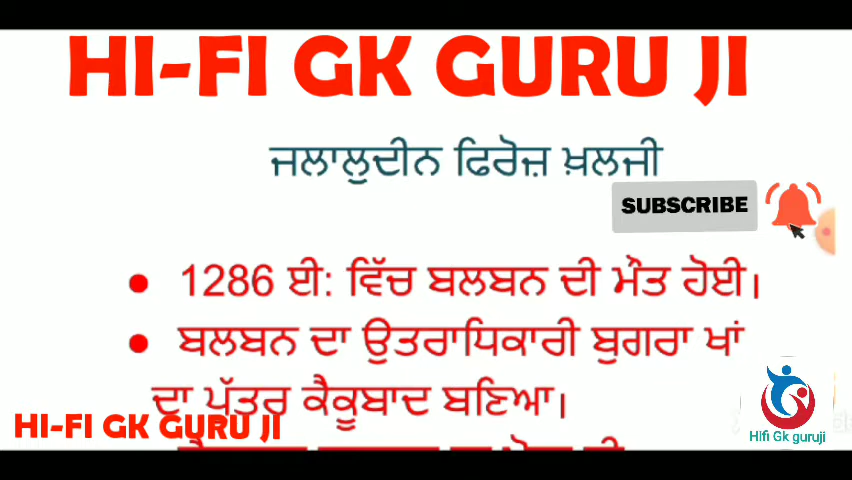 HI-FI GK GURU JI
ਜਲਾਲੁਦੀਨ ਫਿਰੋਜ਼ ਖ਼ਲਜੀ
SUBSCRIBE
• 1286 ਈ: ਵਿੱਚ ਬਲਬਨ ਦੀ ਮੌਤ ਹੋਈ।
• ਬਲਬਨ ਦਾ ਉਤਰਾਧਿਕਾਰੀ ਬੁਗਰਾ ਖਾਂ
ਦਾ ਪੁੱਤਰ ਕੈਕੂਬਾਦ ਬਣਿਆ।
HI-FI GK GURU JI
Hifi Gk guruji